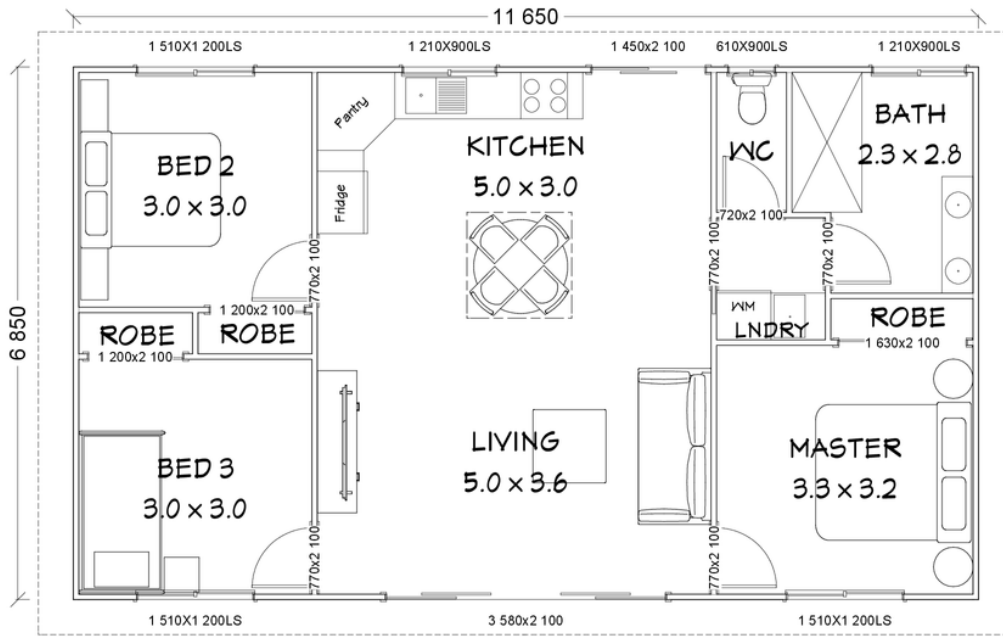 11 650
1 510X1 200LS
1 210X900LS
1 450x2 100
610X900LS
1 210X900LS
6 850
Pantry
BED 2
3.0 x 3.0
KITCHEN
5.0 x 3.0
WC
BATH
2.3 x 2.8
Fridge
720x2 100
770x2 100
770x2 100
770x2 100
1 200x2 100
ROBE
ROBE
1 200x2 100
WM
LNDRY
ROBE
1 630x2 100
BED 3
3.0 x 3.0
LIVING
5.0 x 3.6
MASTER
3.3 x 3.2
770x2 100
770x2 100
1 510X1 200LS
3 580x2 100
1 510X1 200LS